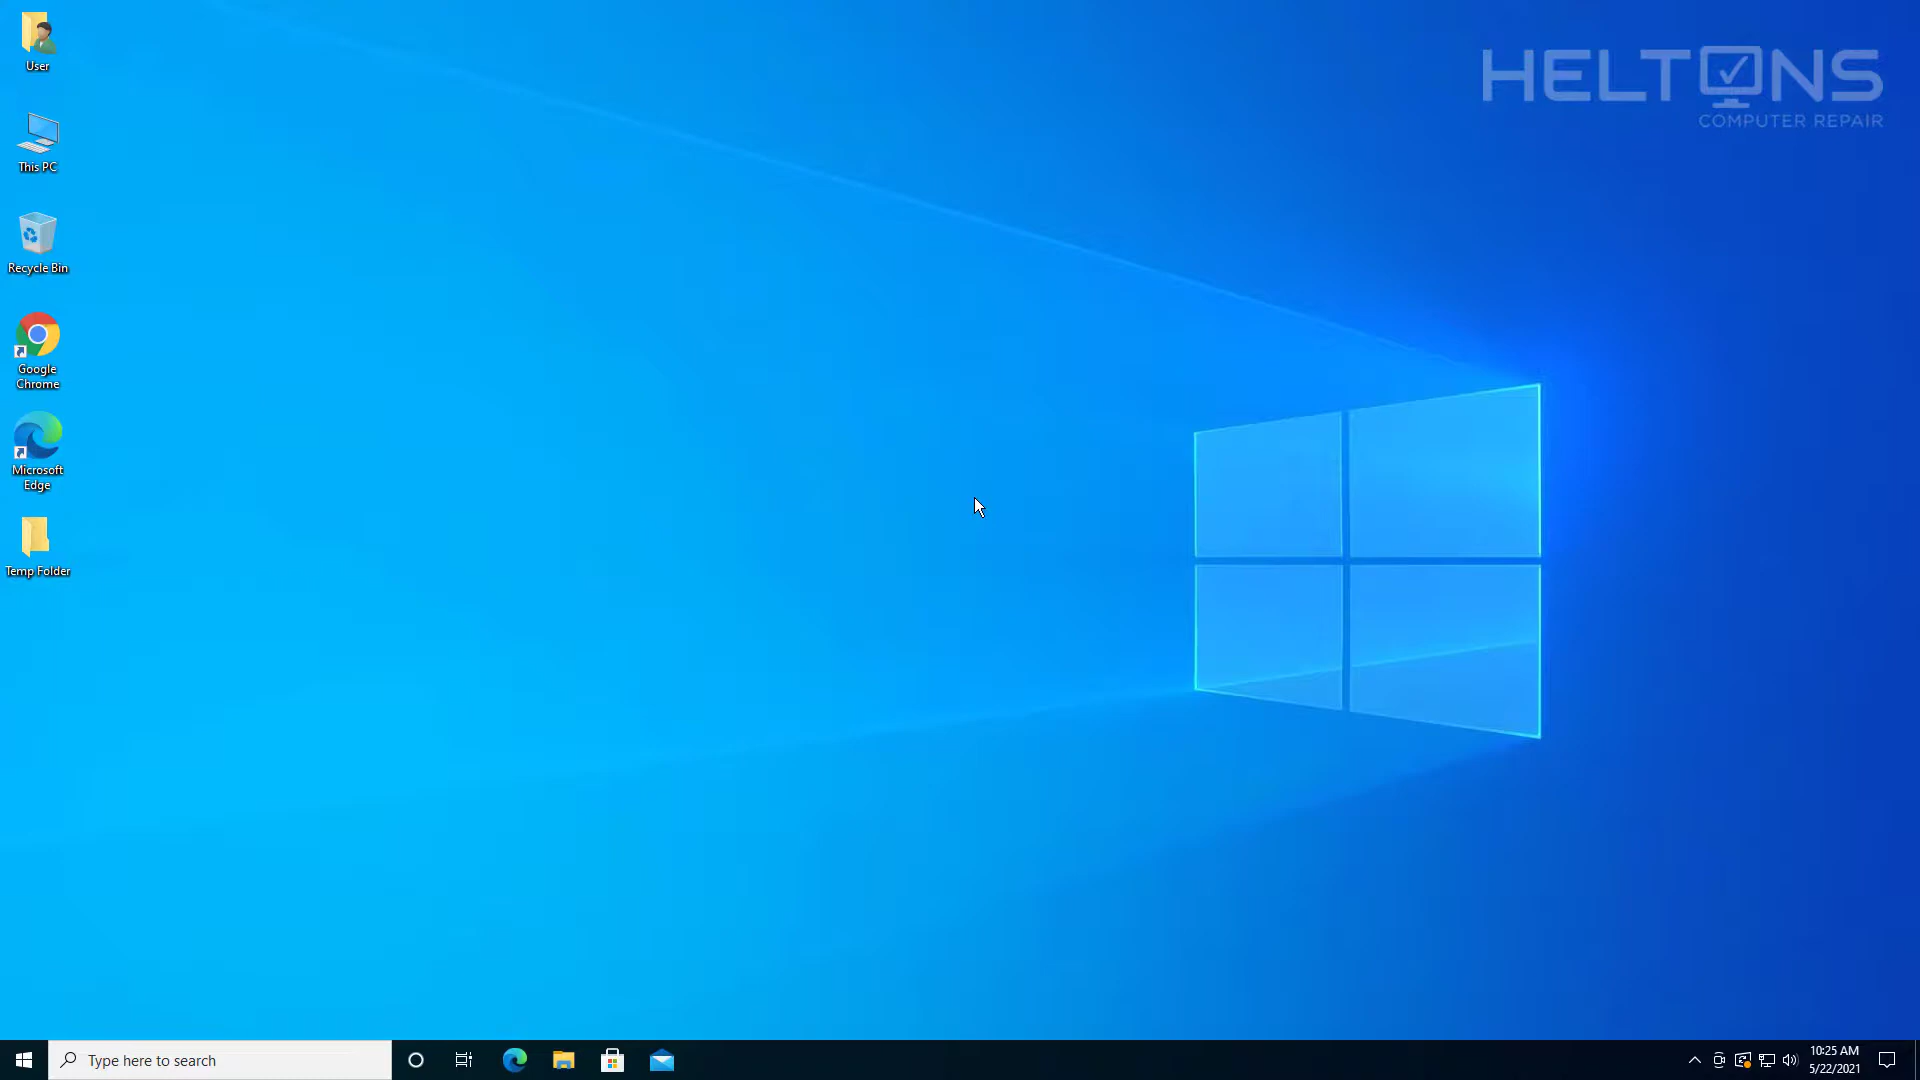 User
This PC
Recycle Bin
Google
Chrome
Microsoft
Edge
Temp Folder
HELTONS
COMPUTER REPAIR
Type here to search
10:25 AM
5/22/2021